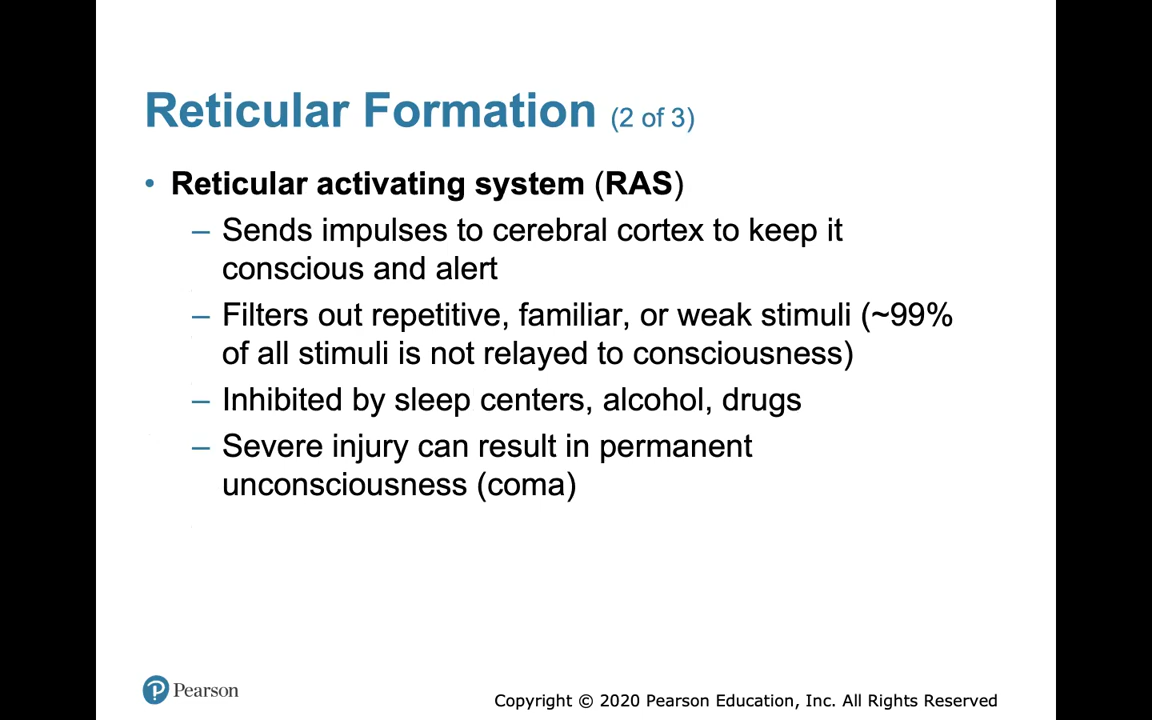 Reticular Formation (2 of 3)
• Reticular activating system (RAS)
– Sends impulses to cerebral cortex to keep it
conscious and alert
– Filters out repetitive, familiar, or weak stimuli (~99%
of all stimuli is not relayed to consciousness)
– Inhibited by sleep centers, alcohol, drugs
– Severe injury can result in permanent
unconsciousness (coma)
P Pearson
Copyright © 2020 Pearson Education, Inc. All Rights Reserved